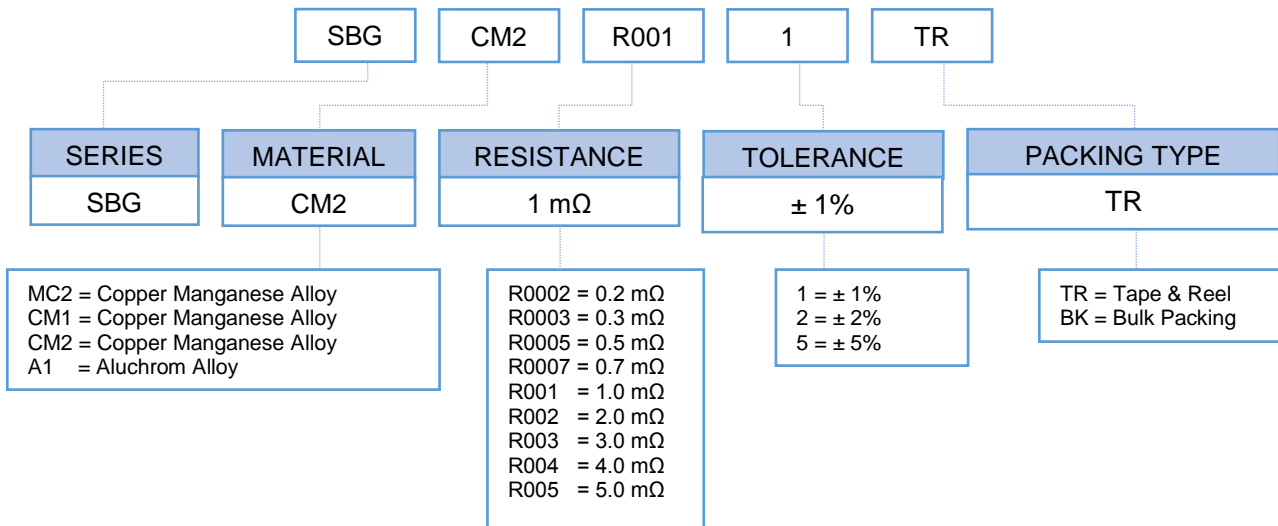 SBG CM2 R001 1 TR
SERIES MATERIAL RESISTANCE TOLERANCE PACKING TYPE
SBG CM2 1 mΩ ± 1% TR
MC2 = Copper Manganese Alloy
CM1 = Copper Manganese Alloy
CM2 = Copper Manganese Alloy
A1 = Aluchrom Alloy
R0002 = 0.2 mΩ
R0003 = 0.3 mΩ
R0005 = 0.5 mΩ
R0007 = 0.7 mΩ
R001 = 1.0 mΩ
R002 = 2.0 mΩ
R003 = 3.0 mΩ
R004 = 4.0 mΩ
R005 = 5.0 mΩ
1 = ± 1%
2 = ± 2%
5 = ± 5%
TR = Tape & Reel
BK = Bulk Packing